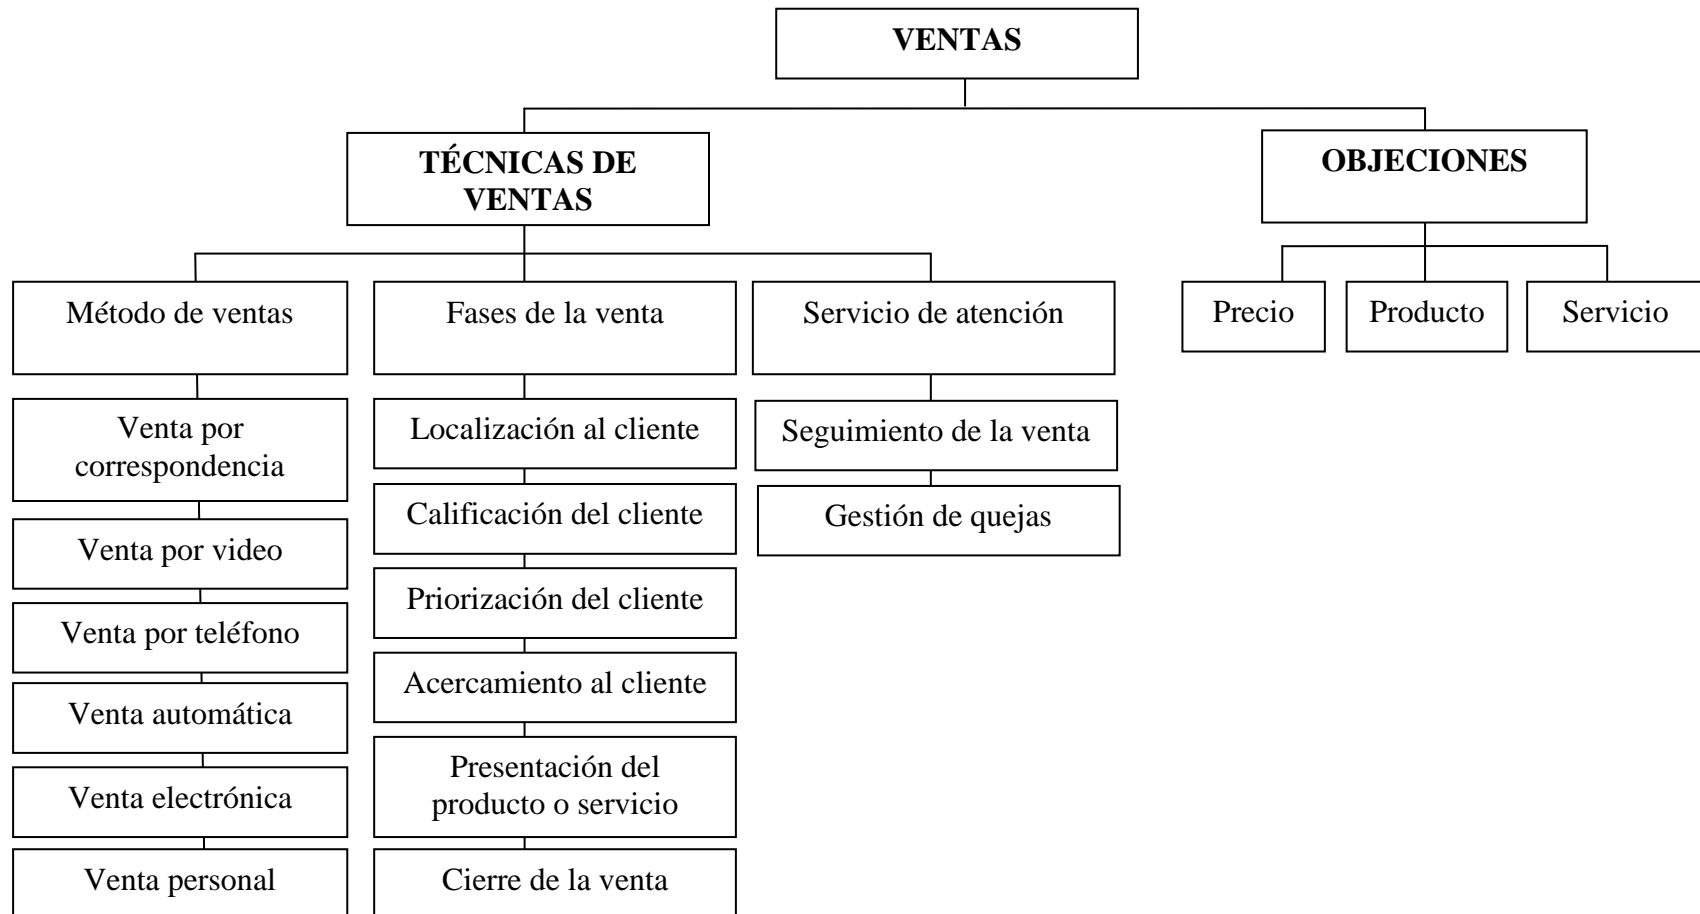 VENTAS
TÉCNICAS DE
VENTAS
OBJECIONES
Método de ventas
Fases de la venta
Servicio de atención
Precio
Producto
Servicio
Venta por
correspondencia
Venta por video
Venta por teléfono
Venta automática
Venta electrónica
Venta personal
Localización al cliente
Calificación del cliente
Priorización del cliente
Acercamiento al cliente
Presentación del
producto o servicio
Cierre de la venta
Seguimiento de la venta
Gestión de quejas